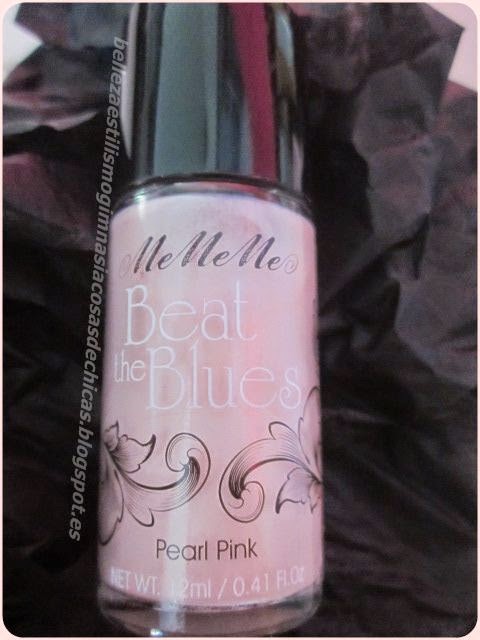 MeMeMe
Beat
the Blues
Pearl Pink
NET WT. 12ml / 0.41 Fl.Oz
bellezaestilismogimnasiacosasdechicas.blogspot.es